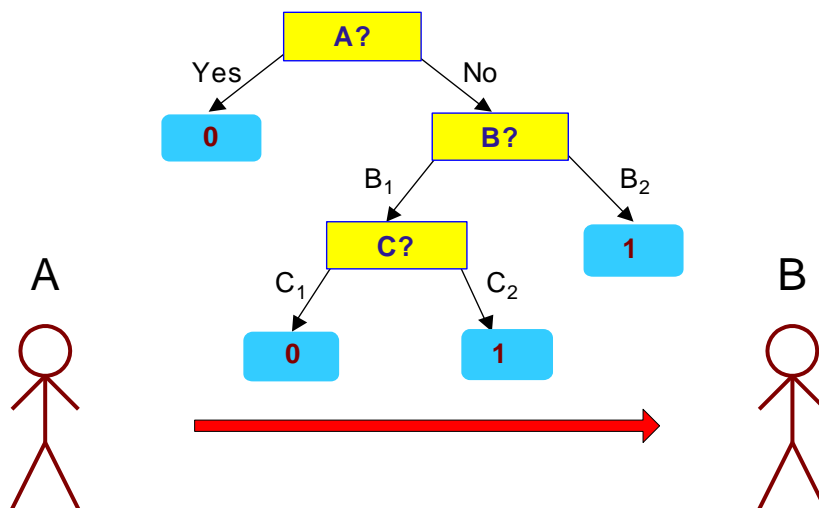 A?
Yes No
0
B?
B₁ B₂
C?
1
A B
C₁ C₂
0 1